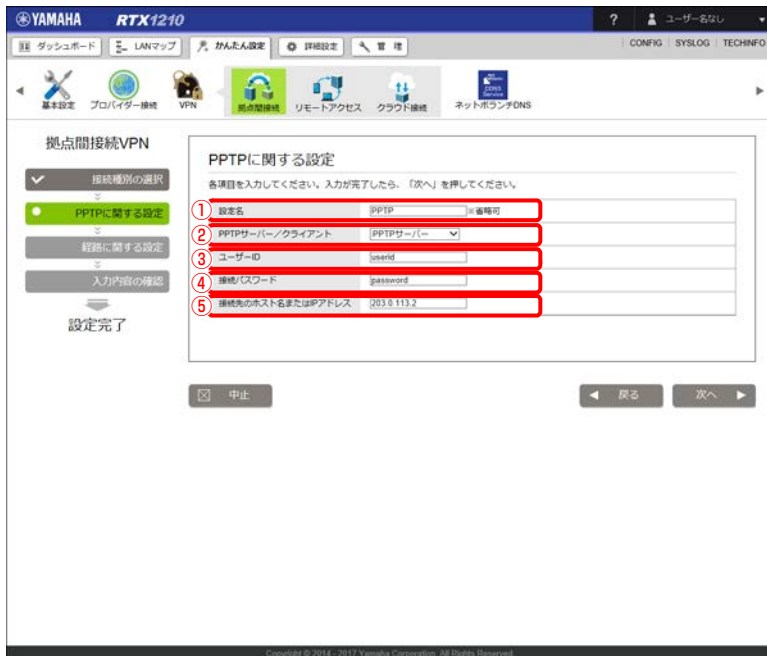 YAMAHA RTX1210 ? ユーザー名なし
ダッシュボード LANマップ かんたん設定 詳細設定 管理 CONFIG SYSLOG TECHINFO
基本設定 プロバイダー接続 VPN 拠点間接続 リモートアクセス クラウド接続 CDNS Service ネットボランチDNS
拠点間接続VPN
接続種別の選択
PPTPに関する設定
経路に関する設定
入力内容の確認
設定完了
PPTPに関する設定
各項目を入力してください。入力が完了したら、「次へ」を押してください。
① 設定名 PPTP ※省略可
② PPTPサーバー/クライアント PPTPサーバー
③ ユーザーID userid
④ 接続パスワード password
⑤ 接続先のホスト名またはIPアドレス 203.0.113.2
中止 戻る 次へ
Copyright © 2014 - 2017 Yamaha Corporation. All Rights Reserved.